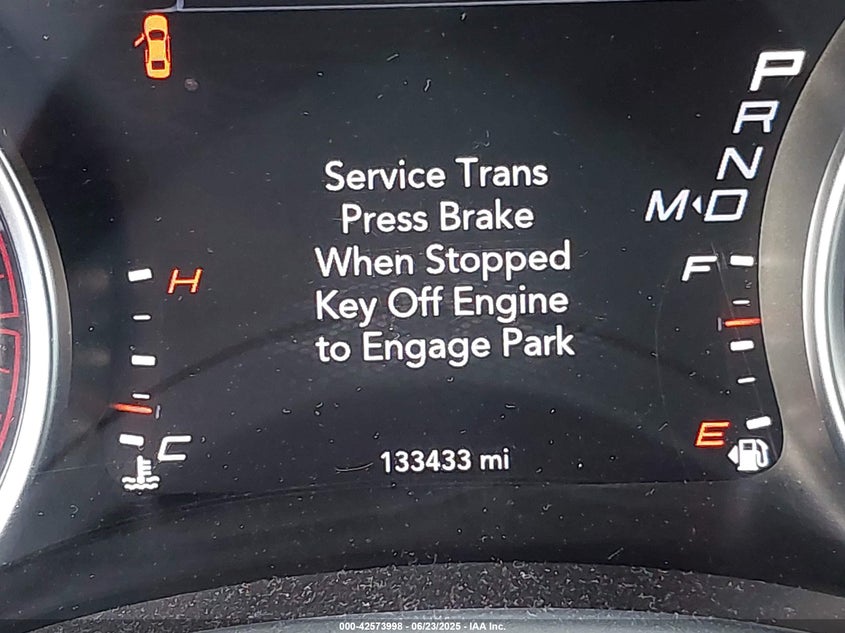 P
R
N
M D
Service Trans
Press Brake
When Stopped
Key Off Engine
to Engage Park
H
F
C
E
133433 mi
000-42573998 - 06/23/2025 - IAA Inc.